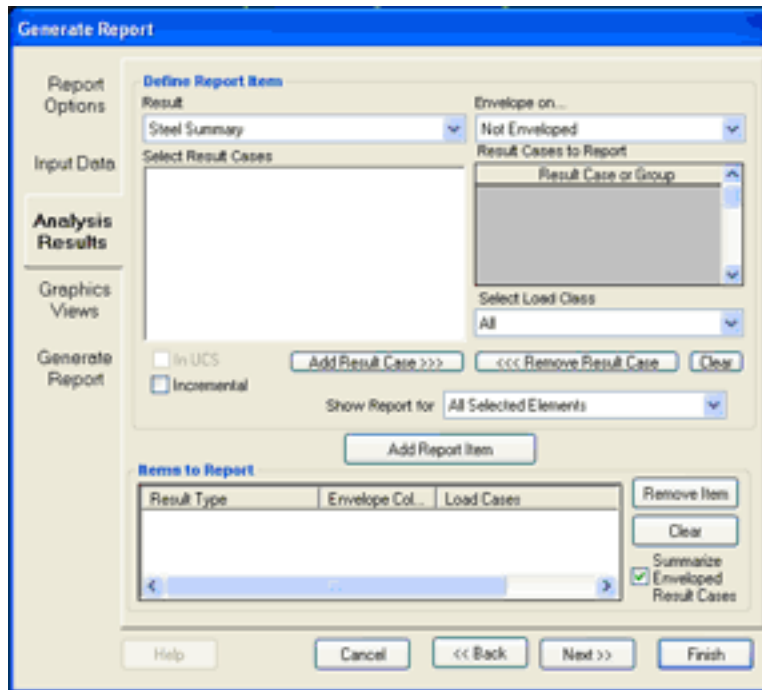 Generate Report
Report Options
Input Data
Analysis Results
Graphics Views
Generate Report
Define Report Item
Result
Envelope on...
Steel Summary
Not Enveloped
Select Result Cases
Result Cases to Report
Result Case or Group
Select Load Class
All
In UCS
Incremental
Add Result Case >>>
<<< Remove Result Case
Clear
Show Report for
All Selected Elements
Add Report Item
Items to Report
Result Type
Envelope Col...
Load Cases
Remove Item
Clear
Summarize
Enveloped
Result Cases
Help
Cancel
<< Back
Next >>
Finish